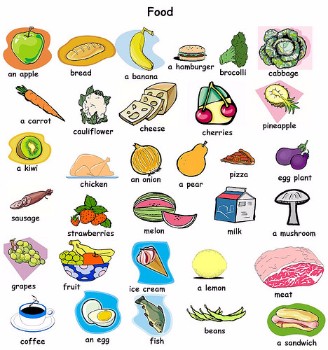 Food
an apple
bread
a banana
a hamburger
brocolli
cabbage
a carrot
cauliflower
cheese
cherries
pineapple
a kiwi
chicken
an onion
a pear
pizza
egg plant
sausage
strawberries
melon
milk
a mushroom
grapes
fruit
ice cream
a lemon
meat
coffee
an egg
fish
beans
a sandwich